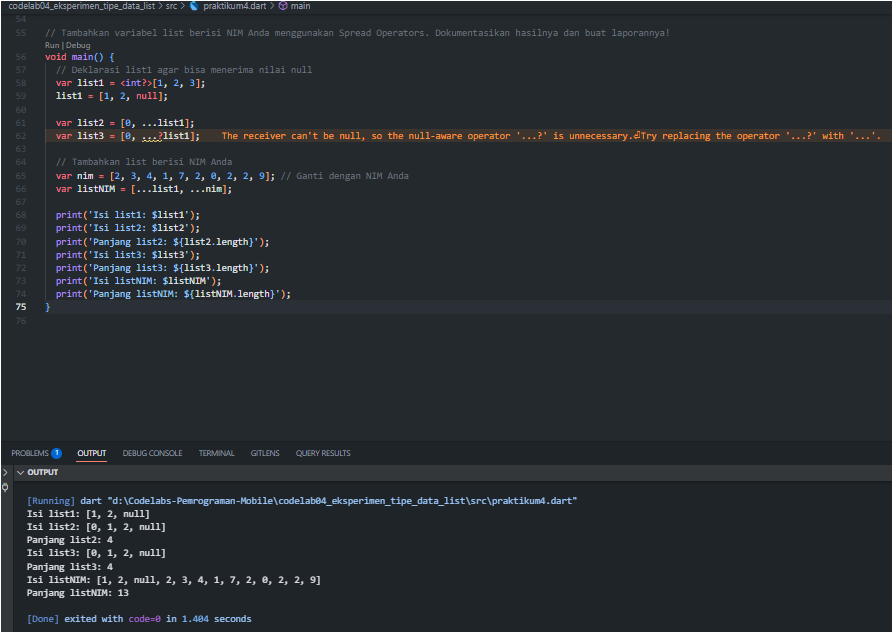 codelab04_eksperimen_tipe_data_list > src > praktikum4.dart > main
54
55 // Tambahkan variabel list berisi NIM Anda menggunakan Spread Operators. Dokumentasikan hasilnya dan buat laporannya!
Run | Debug
56 void main() {
57 // Deklarasi list1 agar bisa menerima nilai null
58 var list1 = <int?>[1, 2, 3];
59 list1 = [1, 2, null];
60
61 var list2 = [0, ...list1];
62 var list3 = [0, ...?list1]; The receiver can't be null, so the null-aware operator '...?' is unnecessary.⏎Try replacing the operator '...?' with '...'.
63
64 // Tambahkan list berisi NIM Anda
65 var nim = [2, 3, 4, 1, 7, 2, 0, 2, 2, 9]; // Ganti dengan NIM Anda
66 var listNIM = [...list1, ...nim];
67
68 print('Isi list1: $list1');
69 print('Isi list2: $list2');
70 print('Panjang list2: ${list2.length}');
71 print('Isi list3: $list3');
72 print('Panjang list3: ${list3.length}');
73 print('Isi listNIM: $listNIM');
74 print('Panjang listNIM: ${listNIM.length}');
75 }
76
PROBLEMS 1 OUTPUT DEBUG CONSOLE TERMINAL GITLENS QUERY RESULTS
OUTPUT
[Running] dart "d:\Codelabs-Pemrograman-Mobile\codelab04_eksperimen_tipe_data_list\src\praktikum4.dart"
Isi list1: [1, 2, null]
Isi list2: [0, 1, 2, null]
Panjang list2: 4
Isi list3: [0, 1, 2, null]
Panjang list3: 4
Isi listNIM: [1, 2, null, 2, 3, 4, 1, 7, 2, 0, 2, 2, 9]
Panjang listNIM: 13
[Done] exited with code=0 in 1.404 seconds